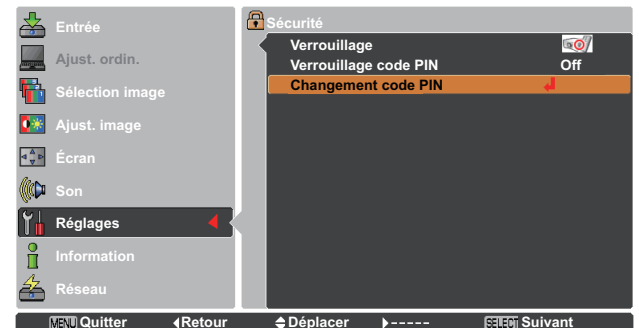 Entrée
Ajust. ordin.
Sélection image
Ajust. image
Écran
Son
Réglages
Information
Réseau
Sécurité
Verrouillage
Verrouillage code PIN Off
Changement code PIN
MENU Quitter Retour Déplacer ----- SELECT Suivant